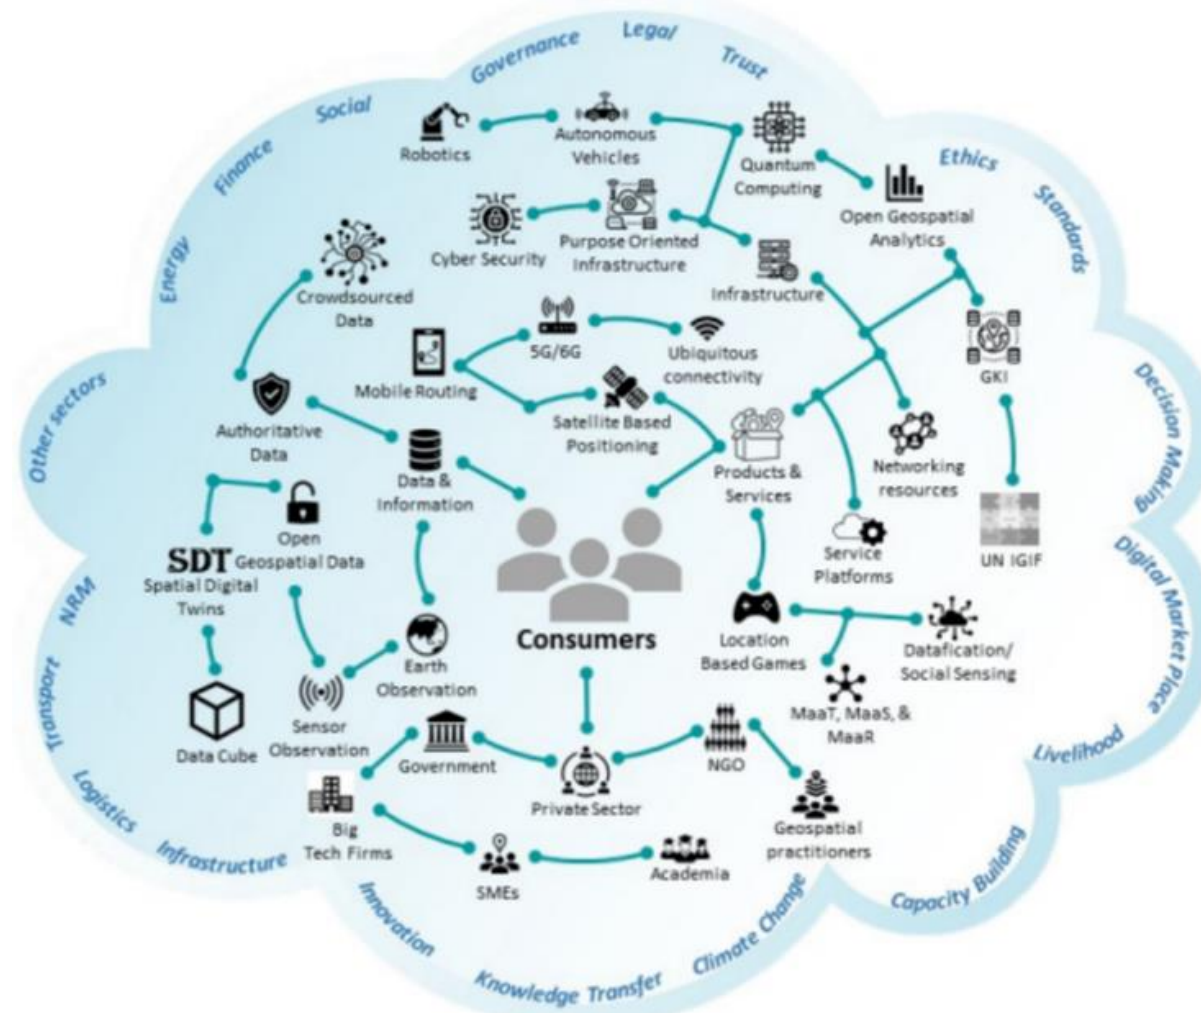 Governance
Legal
Trust
Social
Finance
Energy
Ethics
Standards
Robotics
Autonomous
Vehicles
Quantum
Computing
Open Geospatial
Analytics
Cyber Security
Purpose Oriented
Infrastructure
Infrastructure
Crowdsourced
Data
5G/6G
Ubiquitous
connectivity
GKI
Mobile Routing
Satellite Based
Positioning
Authoritative
Data
Data &
Information
Products &
Services
Networking
resources
Other sectors
Decision Making
Open
Geospatial Data
SDT
Spatial Digital
Twins
Service
Platforms
UN IGIF
Consumers
Digital Market Place
NRM
Earth
Observation
Location
Based Games
Datafication/
Social Sensing
Transport
Data Cube
Sensor
Observation
MaaT, MaaS, &
MaaR
Government
Private Sector
NGO
Livelihood
Logistics
Infrastructure
Big
Tech Firms
SMEs
Academia
Geospatial
practitioners
Capacity Building
Innovation
Knowledge Transfer
Climate Change